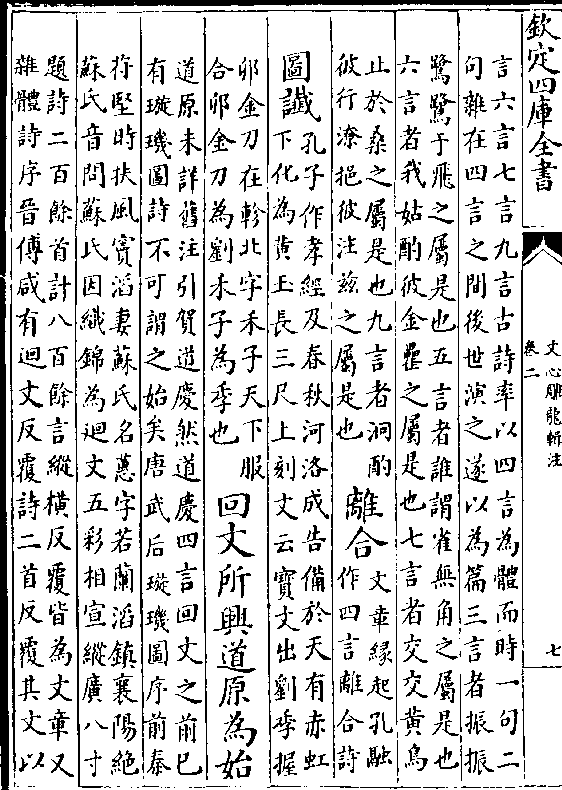 欽定四庫全書
文心雕龍輯注
卷二
七
言六言七言九言古詩率以四言為體而時一句二
句雜在四言之間後世演之遂以為篇三言者振振
鷺鷺于飛之屬是也五言者誰謂雀無角之屬是也
六言者我姑酌彼金罍之屬是也七言者交交黃鳥
止於桑之屬是也九言者洞酌
彼行潦挹彼注茲之屬是也
離合
文章緣起孔融
作四言離合詩
圖讖
孔子作孝經及春秋河洛成告備於天有赤虹
下化為黃玉長三尺上刻文云寶文出劉季握
卯金刀在軫北字禾子天下服
合卯金刀為劉禾子為季也
回文所興道原為始
道原未詳舊注引賀道慶然道慶四言回文之前已
有璇璣圖詩不可謂之始矣唐武后璇璣圖序前秦
苻堅時扶風竇滔妻蘇氏名蕙字若蘭滔鎮襄陽絶
蘇氏音問蘇氏因織錦為迴文五彩相宣縱廣八寸
題詩二百餘首計八百餘言縱橫反覆皆為文章又
雜體詩序晉傅咸有迴文反覆詩二首反覆其文以